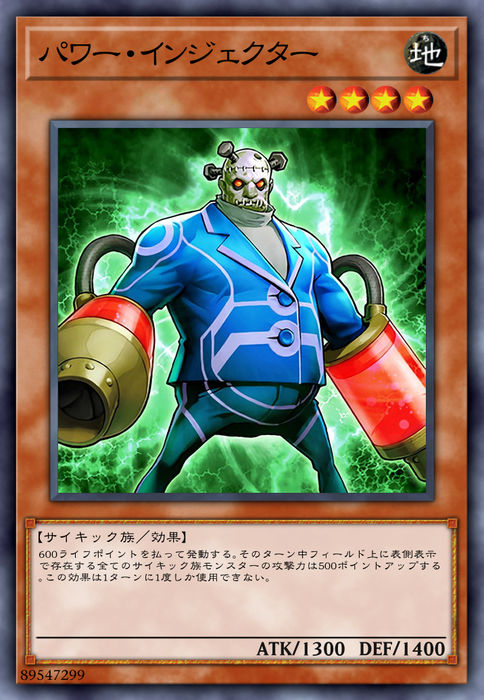 パワー・インジェクター
ち
地
【サイキック族／効果】
600ライフポイントを払って発動する。そのターン中フィールド上に表側表示
で存在する全てのサイキック族モンスターの攻撃力は500ポイントアップする
。この効果は1ターンに1度しか使用できない。
ATK/1300 DEF/1400
89547299